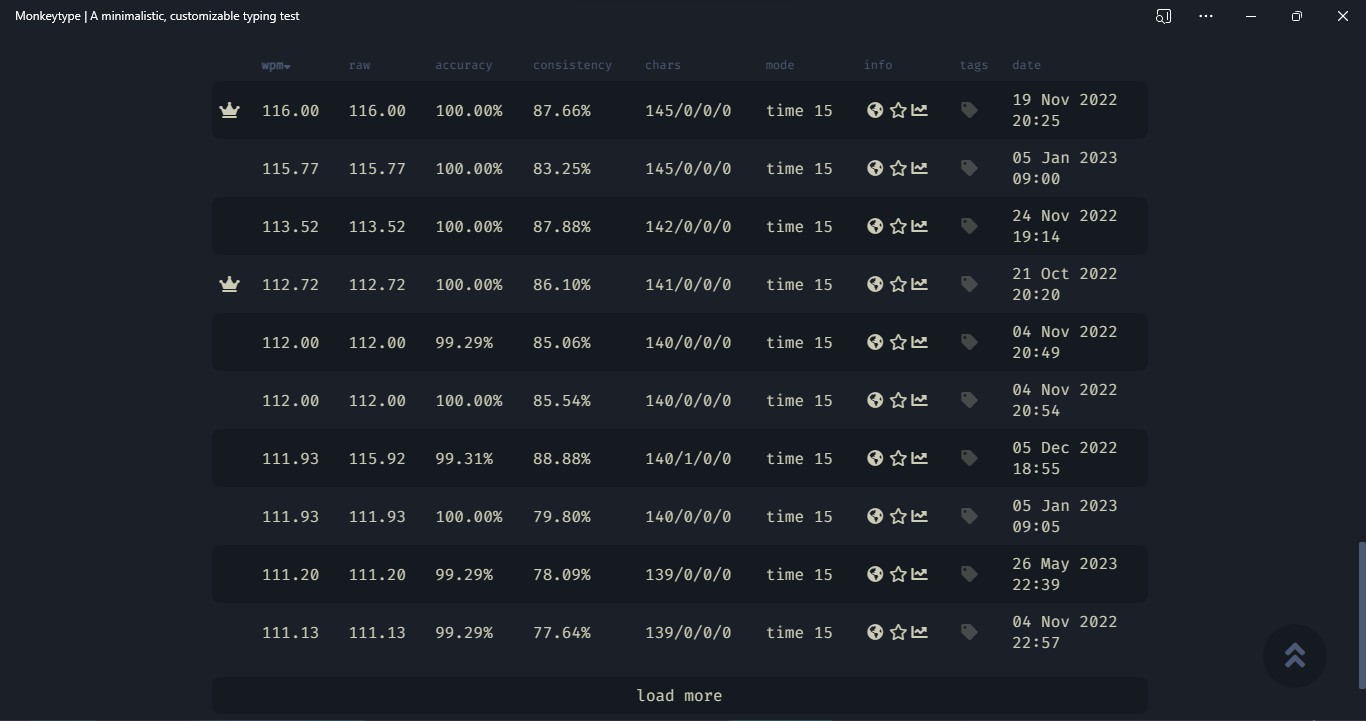 Monkeytype | A minimalistic, customizable typing test
wpm raw accuracy consistency chars mode info tags date
116.00 116.00 100.00% 87.66% 145/0/0/0 time 15 19 Nov 2022
20:25
115.77 115.77 100.00% 83.25% 145/0/0/0 time 15 05 Jan 2023
09:00
113.52 113.52 100.00% 87.88% 142/0/0/0 time 15 24 Nov 2022
19:14
112.72 112.72 100.00% 86.10% 141/0/0/0 time 15 21 Oct 2022
20:20
112.00 112.00 99.29% 85.06% 140/0/0/0 time 15 04 Nov 2022
20:49
112.00 112.00 100.00% 85.54% 140/0/0/0 time 15 04 Nov 2022
20:54
111.93 115.92 99.31% 88.88% 140/1/0/0 time 15 05 Dec 2022
18:55
111.93 111.93 100.00% 79.80% 140/0/0/0 time 15 05 Jan 2023
09:05
111.20 111.20 99.29% 78.09% 139/0/0/0 time 15 26 May 2023
22:39
111.13 111.13 99.29% 77.64% 139/0/0/0 time 15 04 Nov 2022
22:57
load more